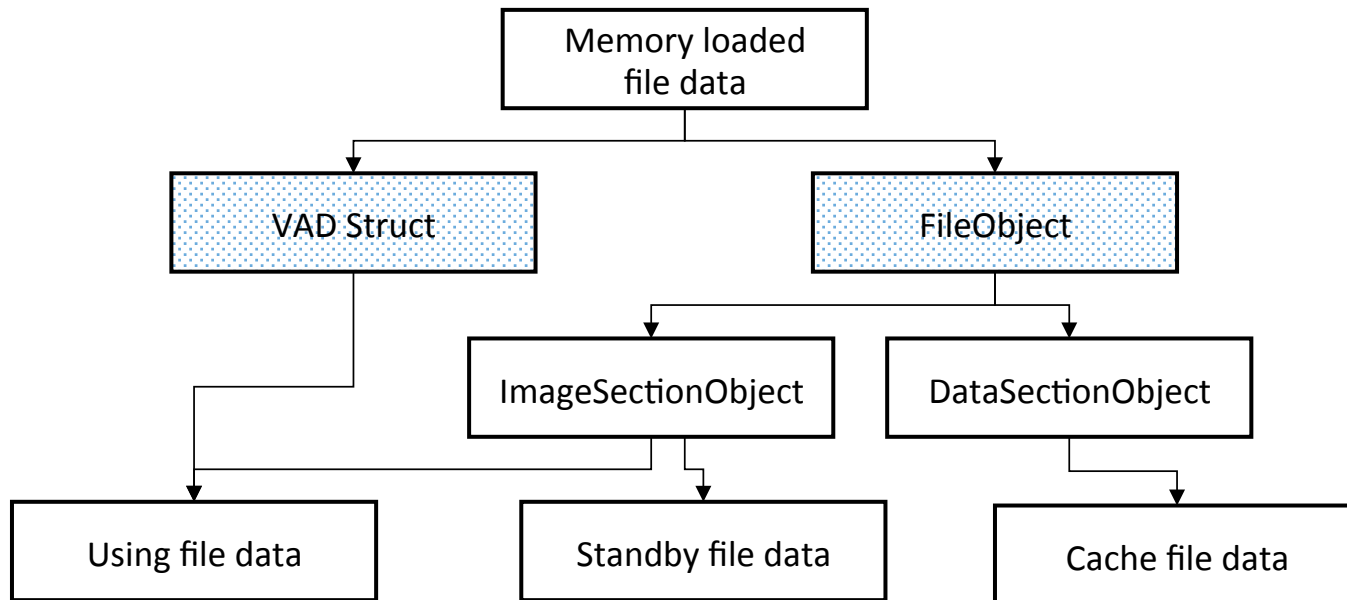 Memory loaded
file data
VAD Struct
FileObject
ImageSectionObject
DataSectionObject
Using file data
Standby file data
Cache file data